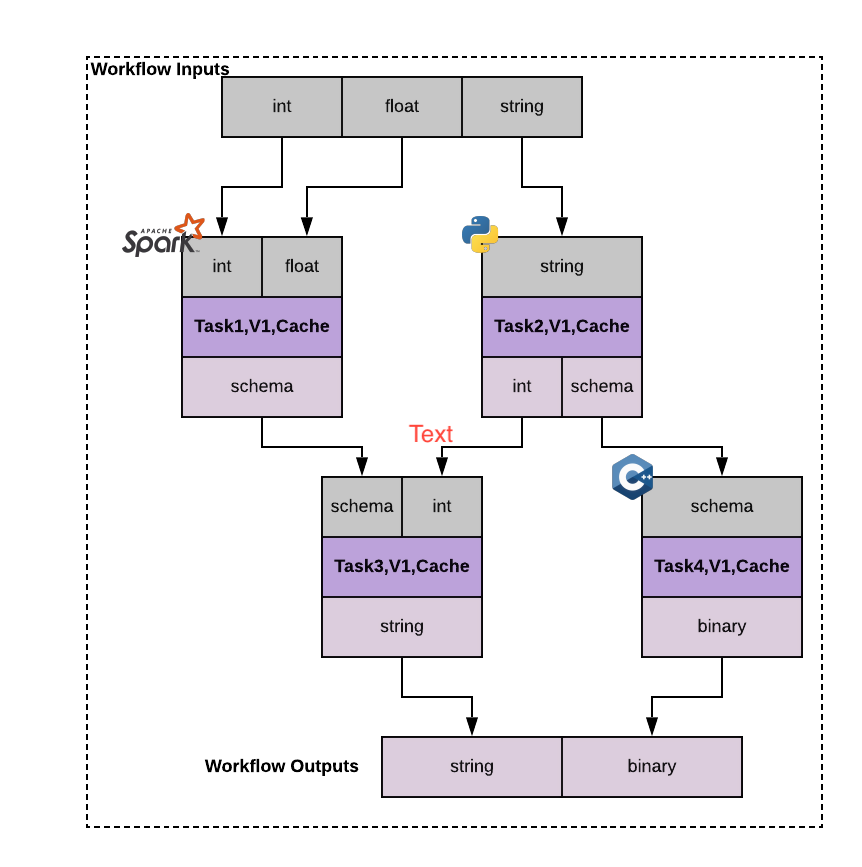 Workflow Inputs
int float string
APACHE
Spark
int float string
Task1,V1,Cache Task2,V1,Cache
schema int schema
Text
schema int schema
Task3,V1,Cache Task4,V1,Cache
string binary
Workflow Outputs string binary